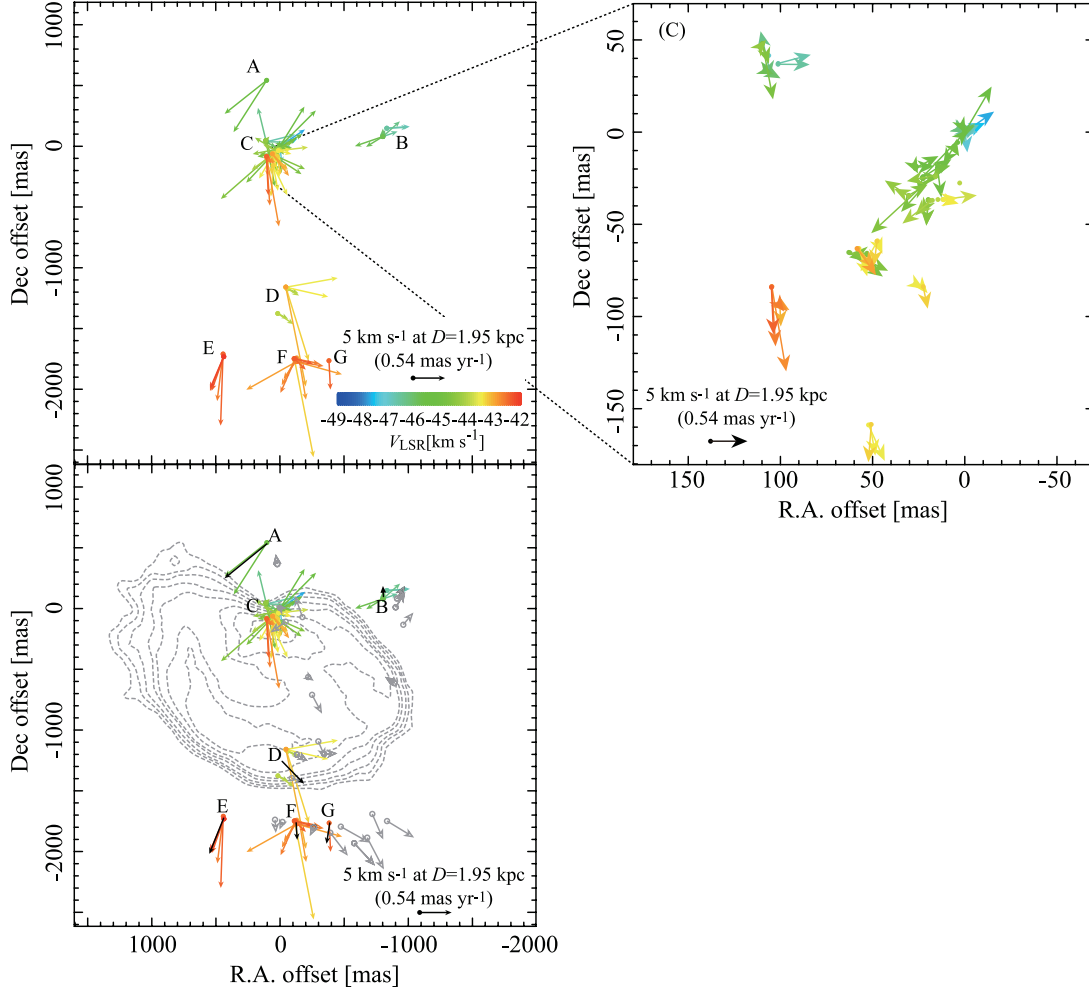 1000
0
-1000
-2000
Dec offset [mas]
A
C
B
D
E
F
G
5 km s-1 at D=1.95 kpc
(0.54 mas yr-1)
-49-48-47-46-45-44-43-42
VLSR[km s-1]
(C)
50
0
-50
-100
-150
Dec offset [mas]
5 km s-1 at D=1.95 kpc
(0.54 mas yr-1)
150 100 50 0 -50
R.A. offset [mas]
1000
0
-1000
-2000
Dec offset [mas]
A
C
B
D
E
F
G
5 km s-1 at D=1.95 kpc
(0.54 mas yr-1)
1000 0 -1000 -2000
R.A. offset [mas]